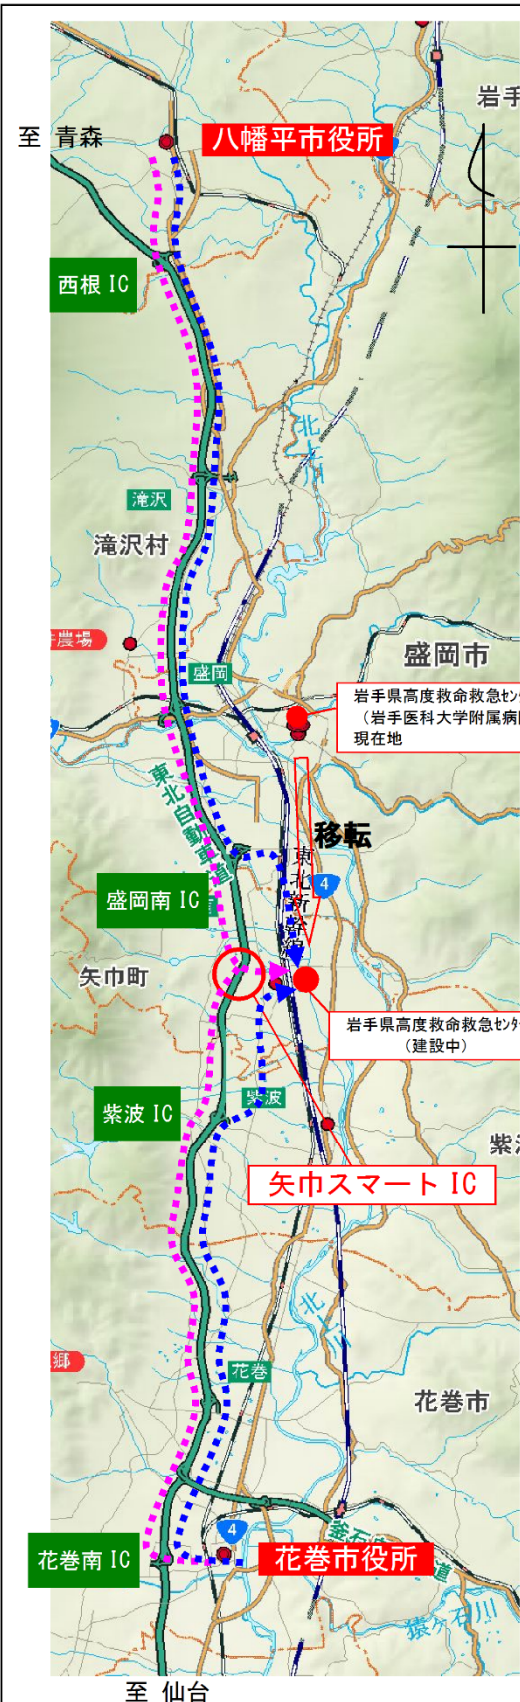 岩手
至 青森
八幡平市役所
西根 IC
北上川
滝沢
滝沢村
農場
盛岡
盛岡市
岩手県高度救命救急ｾﾝﾀ
（岩手医科大学附属病院
現在地
東北自動車道
移転
東北新幹線
4
盛岡南 IC
矢巾町
岩手県高度救命救急ｾﾝﾀ
（建設中）
紫波
紫波 IC
紫波
矢巾スマート IC
北上川
郷
花巻
花巻市
4
花巻南 IC
花巻市役所
道
猿ヶ石川
至 仙台